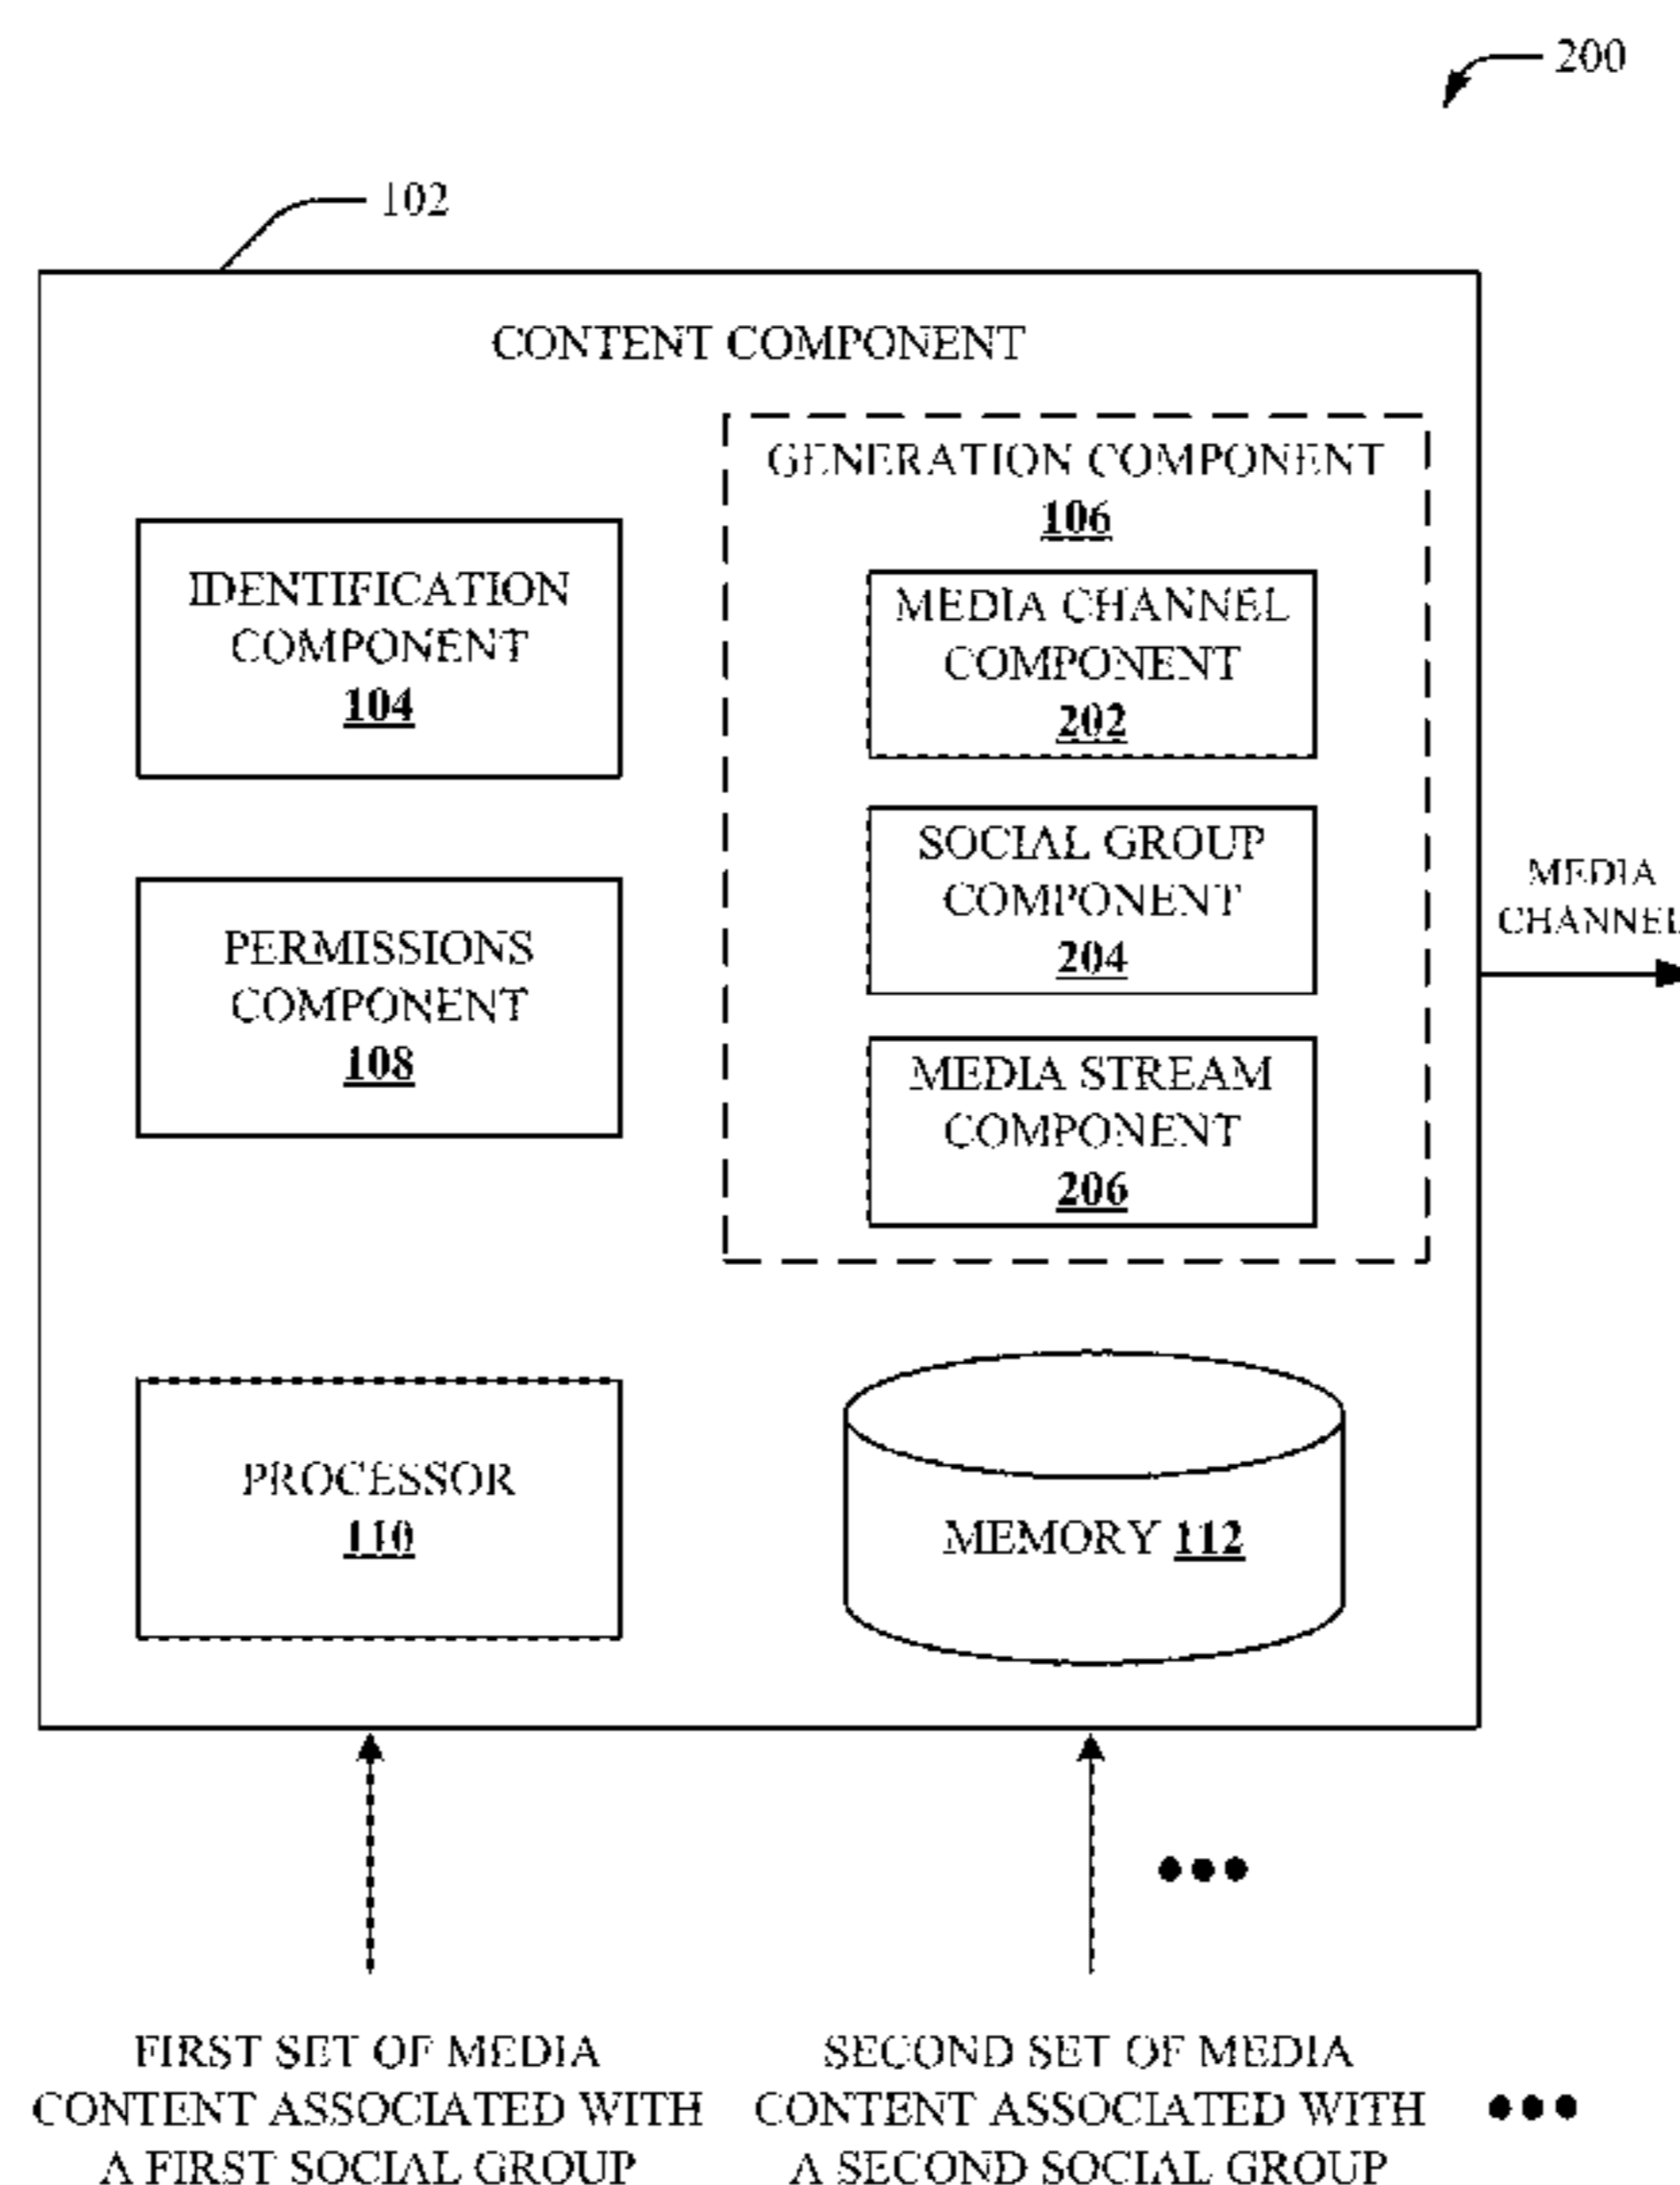 200
102
CONTENT COMPONENT
GENERATION COMPONENT
106
IDENTIFICATION
COMPONENT
104
MEDIA CHANNEL
COMPONENT
202
SOCIAL GROUP
COMPONENT
204
MEDIA
CHANNEL
PERMISSIONS
COMPONENT
108
MEDIA STREAM
COMPONENT
206
PROCESSOR
110
MEMORY 112
FIRST SET OF MEDIA
CONTENT ASSOCIATED WITH
A FIRST SOCIAL GROUP
SECOND SET OF MEDIA
CONTENT ASSOCIATED WITH
A SECOND SOCIAL GROUP